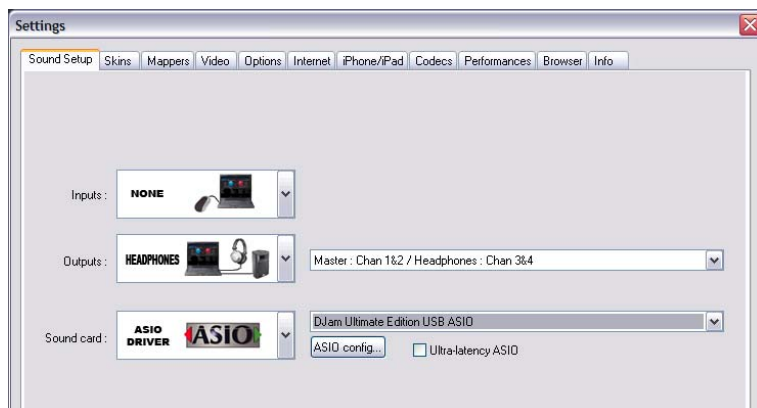 Settings
Sound Setup Skins Mappers Video Options Internet iPhone/iPad Codecs Performances Browser Info
Inputs : NONE
Outputs : HEADPHONES Master : Chan 1&2 / Headphones : Chan 3&4
DJam Ultimate Edition USB ASIO
Sound card : ASIO DRIVER ASIO
ASIO config... Ultra-latency ASIO